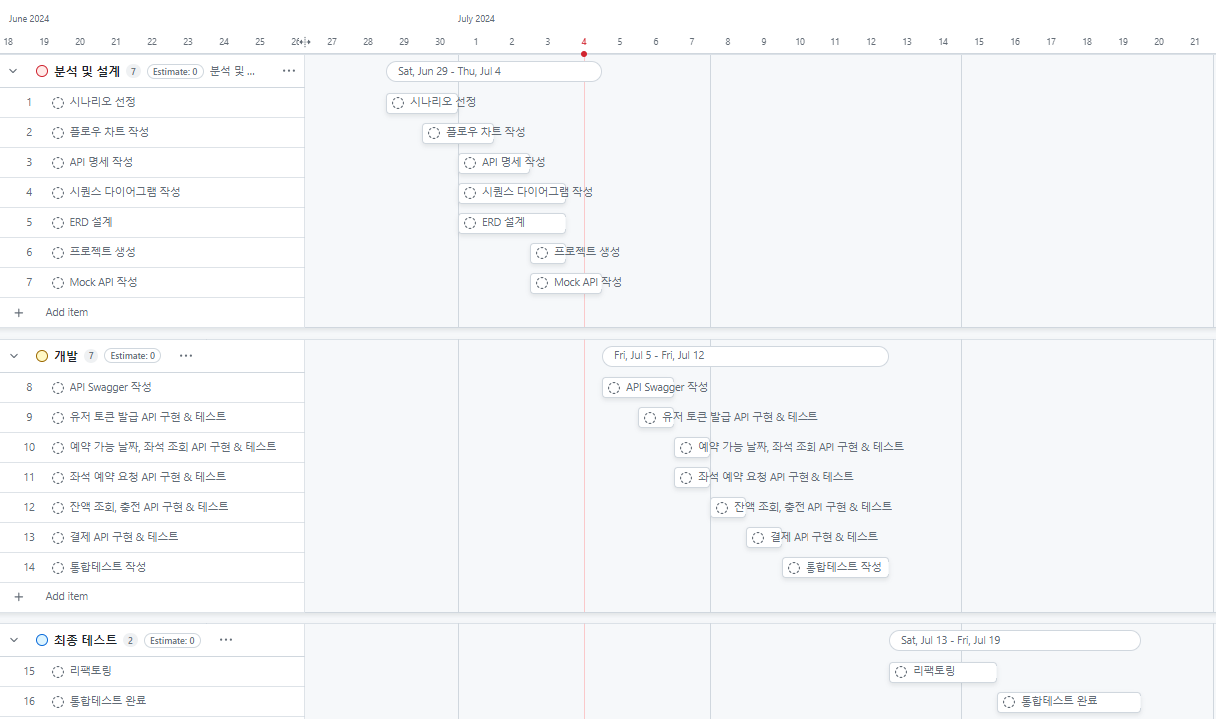 June 2024
July 2024
18 19 20 21 22 23 24 25 26 27 28 29 30 1 2 3 4 5 6 7 8 9 10 11 12 13 14 15 16 17 18 19 20 21
분석 및 설계 7 Estimate: 0 분석 및 ... ... Sat, Jun 29 - Thu, Jul 4
1 시나리오 선정 시나리오 선정
2 플로우 차트 작성 플로우 차트 작성
3 API 명세 작성 API 명세 작성
4 시퀀스 다이어그램 작성 시퀀스 다이어그램 작성
5 ERD 설계 ERD 설계
6 프로젝트 생성 프로젝트 생성
7 Mock API 작성 Mock API 작성
+ Add item
개발 7 Estimate: 0 ... Fri, Jul 5 - Fri, Jul 12
8 API Swagger 작성 API Swagger 작성
9 유저 토큰 발급 API 구현 & 테스트 유저 토큰 발급 API 구현 & 테스트
10 예약 가능 날짜, 좌석 조회 API 구현 & 테스트 예약 가능 날짜, 좌석 조회 API 구현 & 테스트
11 좌석 예약 요청 API 구현 & 테스트 좌석 예약 요청 API 구현 & 테스트
12 잔액 조회, 충전 API 구현 & 테스트 잔액 조회, 충전 API 구현 & 테스트
13 결제 API 구현 & 테스트 결제 API 구현 & 테스트
14 통합테스트 작성 통합테스트 작성
+ Add item
최종 테스트 2 Estimate: 0 ... Sat, Jul 13 - Fri, Jul 19
15 리팩토링 리팩토링
16 통합테스트 완료 통합테스트 완료